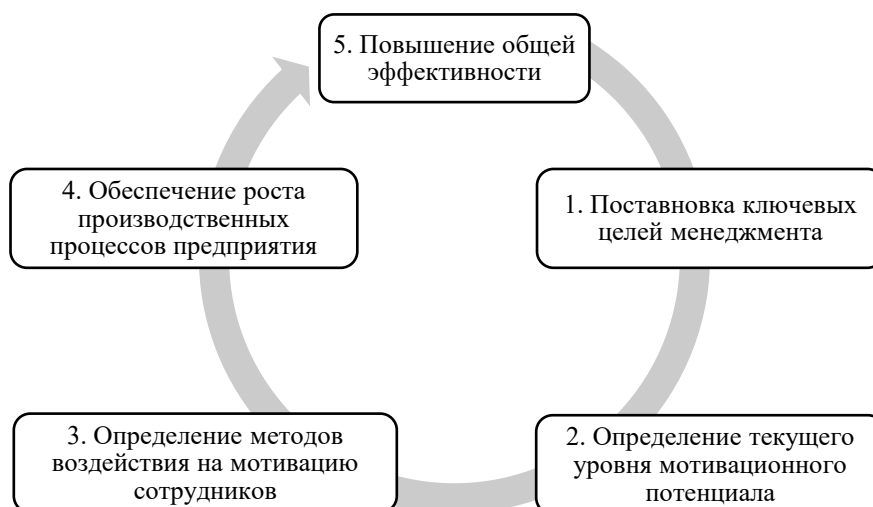 5. Повышение общей
эффективности
1. Поставновка ключевых
целей менеджмента
2. Определение текущего
уровня мотивационного
потенциала
3. Определение методов
воздействия на мотивацию
сотрудников
4. Обеспечение роста
производственных
процессов предприятия